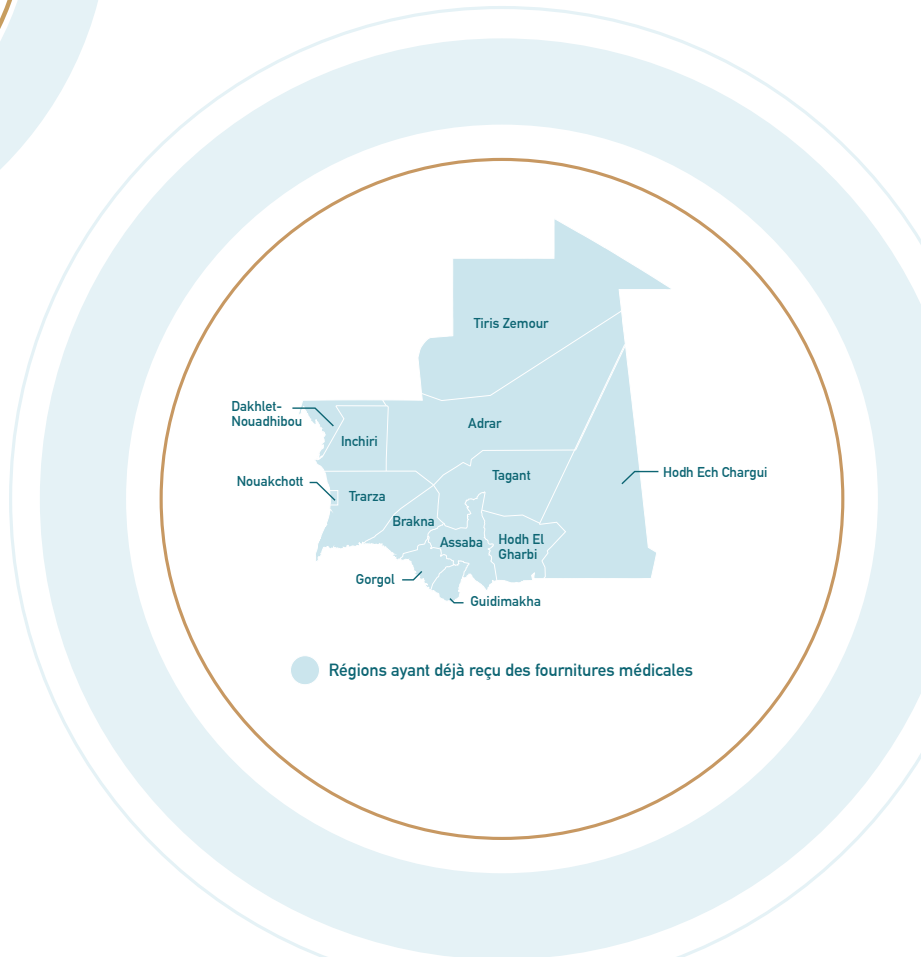 Tiris Zemour
Dakhlet-
Nouadhibou
Adrar
Inchiri
Hodh Ech Chargui
Tagant
Nouakchott
Trarza
Brakna
Assaba
Hodh El
Gharbi
Gorgol
Guidimakha
Régions ayant déjà reçu des fournitures médicales